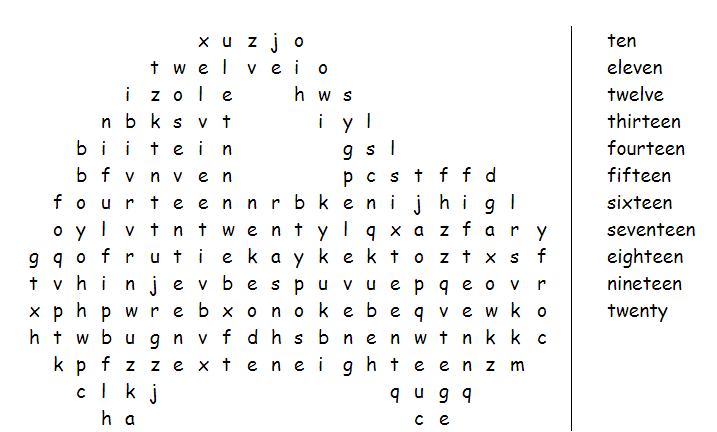 x u z j o
t w e l v e i o
i z o l e h w s
n b k s v t i y l
b i i t e i n g s l
b f v n v e n p c s t f f d
f o u r t e e n n r b k e n i j h i g l
o y l v t n t w e n t y l q x a z f a r y
g q o f r u t i e k a y k e k t o z t x s f
t v h i n j e v b e s p u v u e p q e o v r
x p h p w r e b x o n o k e b e q v e w k o
h t w b u g n v f d h s b n e n w t n k k c
k p f z z e x t e n e i g h t e e n z m
c l k j q u g q
h a c e
ten
eleven
twelve
thirteen
fourteen
fifteen
sixteen
seventeen
eighteen
nineteen
twenty